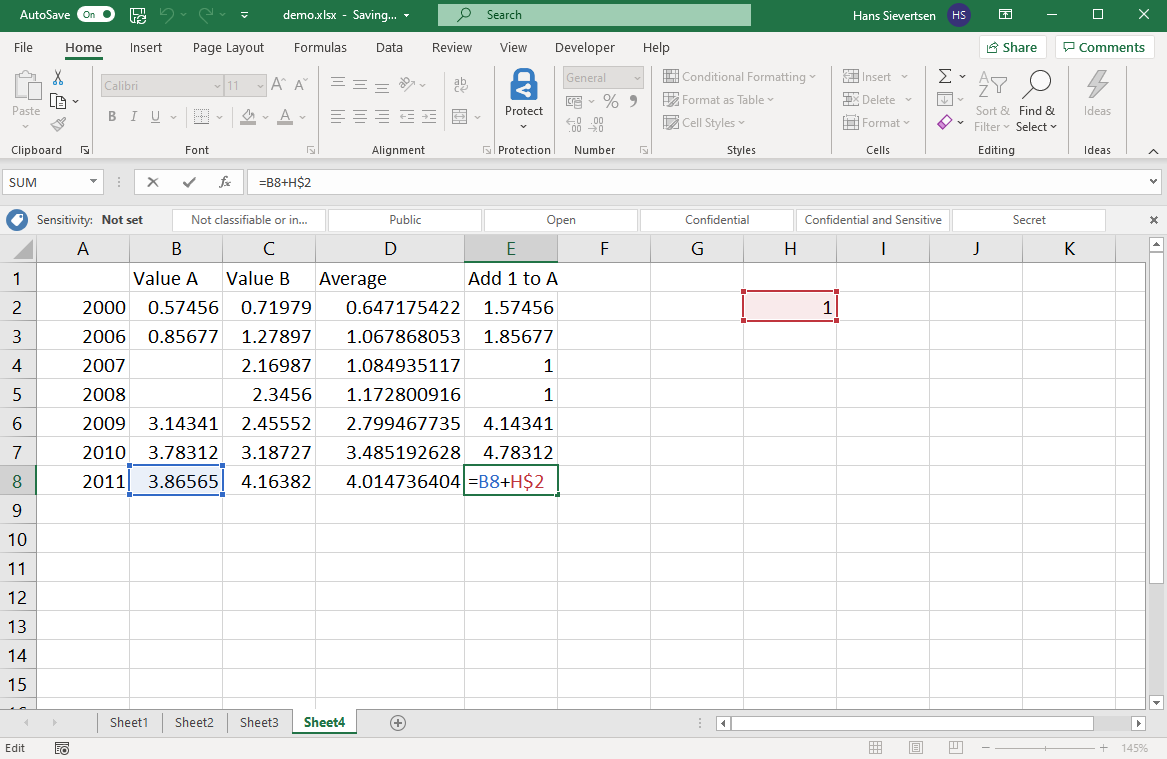 AutoSave On demo.xlsx - Saving... Search Hans Sievertsen HS
File Home Insert Page Layout Formulas Data Review View Developer Help Share Comments
Paste Calibri 11 A A B I U A ab General % Protect Conditional Formatting Format as Table Cell Styles Insert Delete Format Sort & Filter Find & Select Ideas
Clipboard Font Alignment Protection Number Styles Cells Editing Ideas
SUM fx =B8+H$2
Sensitivity: Not set Not classifiable or in... Public Open Confidential Confidential and Sensitive Secret
A B C D E F G H I J K
1 Value A Value B Average Add 1 to A
2 2000 0.57456 0.71979 0.647175422 1.57456 1
3 2006 0.85677 1.27897 1.067868053 1.85677
4 2007 2.16987 1.084935117 1
5 2008 2.3456 1.172800916 1
6 2009 3.14341 2.45552 2.799467735 4.14341
7 2010 3.78312 3.18727 3.485192628 4.78312
8 2011 3.86565 4.16382 4.014736404 =B8+H$2
9
10
11
12
13
14
15
Sheet1 Sheet2 Sheet3 Sheet4
Edit 145%